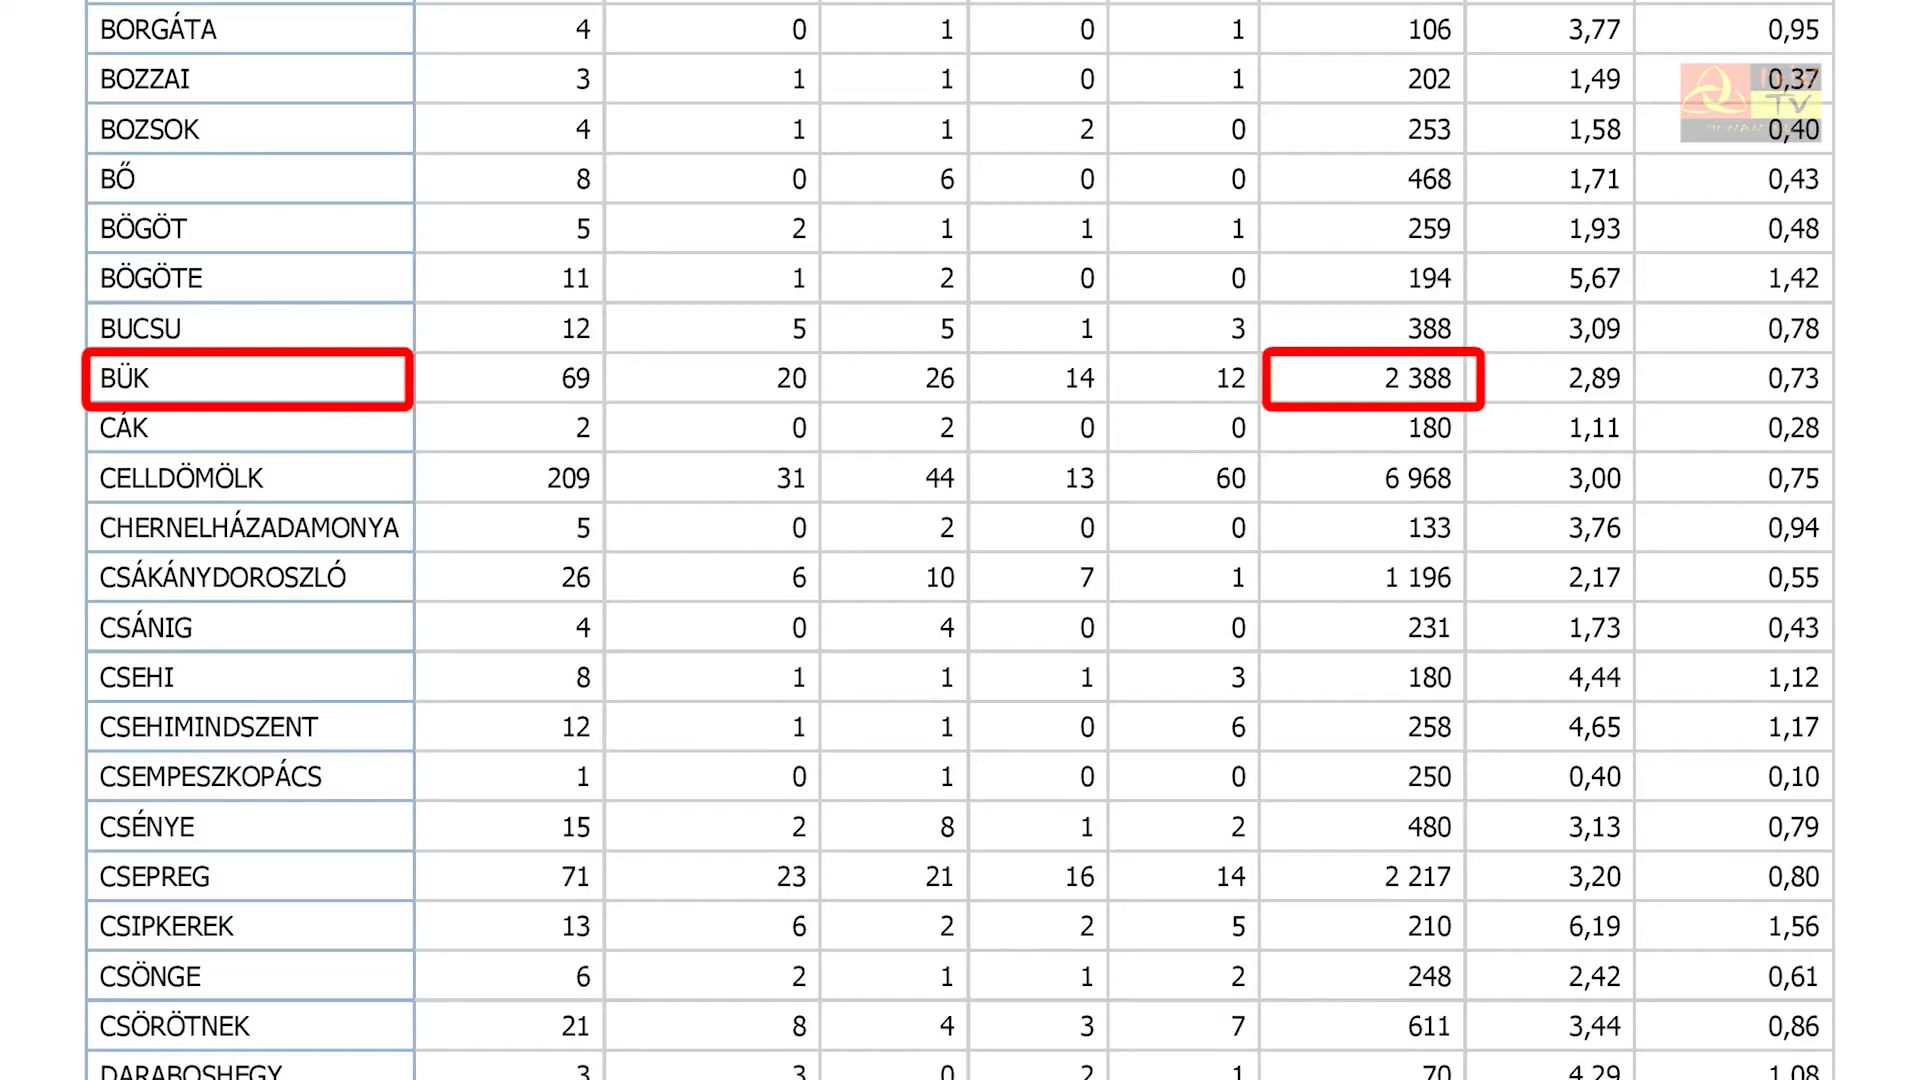 BORGÁTA 4 0 1 0 1 106 3,77 0,95
BOZZAI 3 1 1 0 1 202 1,49 0,37
TV
BOZSOK 4 1 1 2 0 253 1,58 0,40
BŐ 8 0 6 0 0 468 1,71 0,43
BÖGÖT 5 2 1 1 1 259 1,93 0,48
BÖGÖTE 11 1 2 0 0 194 5,67 1,42
BUCSU 12 5 5 1 3 388 3,09 0,78
BÜK 69 20 26 14 12 2 388 2,89 0,73
CÁK 2 0 2 0 0 180 1,11 0,28
CELLDÖMÖLK 209 31 44 13 60 6 968 3,00 0,75
CHERNELHÁZADAMONYA 5 0 2 0 0 133 3,76 0,94
CSÁKÁNYDOROSZLÓ 26 6 10 7 1 1 196 2,17 0,55
CSÁNIG 4 0 4 0 0 231 1,73 0,43
CSEHI 8 1 1 1 3 180 4,44 1,12
CSEHIMINDSZENT 12 1 1 0 6 258 4,65 1,17
CSEMPESZKOPÁCS 1 0 1 0 0 250 0,40 0,10
CSÉNYE 15 2 8 1 2 480 3,13 0,79
CSEPREG 71 23 21 16 14 2 217 3,20 0,80
CSIPKEREK 13 6 2 2 5 210 6,19 1,56
CSÖNGE 6 2 1 1 2 248 2,42 0,61
CSÖRÖTNEK 21 8 4 3 7 611 3,44 0,86
DARABOSHEGY 3 3 0 2 1 70 4,29 1,08